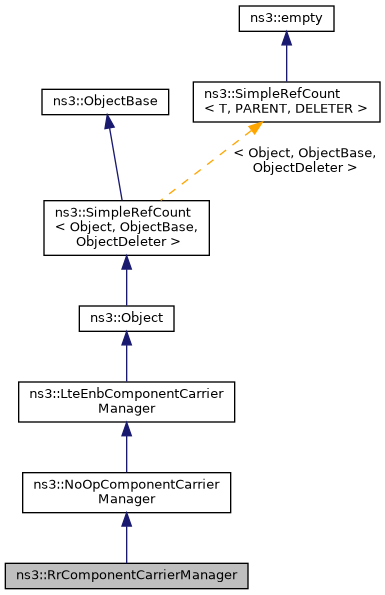 ns3::empty
ns3::SimpleRefCount
< T, PARENT, DELETER >
ns3::ObjectBase
< Object, ObjectBase,
ObjectDeleter >
ns3::SimpleRefCount
< Object, ObjectBase,
ObjectDeleter >
ns3::Object
ns3::LteEnbComponentCarrier
Manager
ns3::NoOpComponentCarrier
Manager
ns3::RrComponentCarrierManager